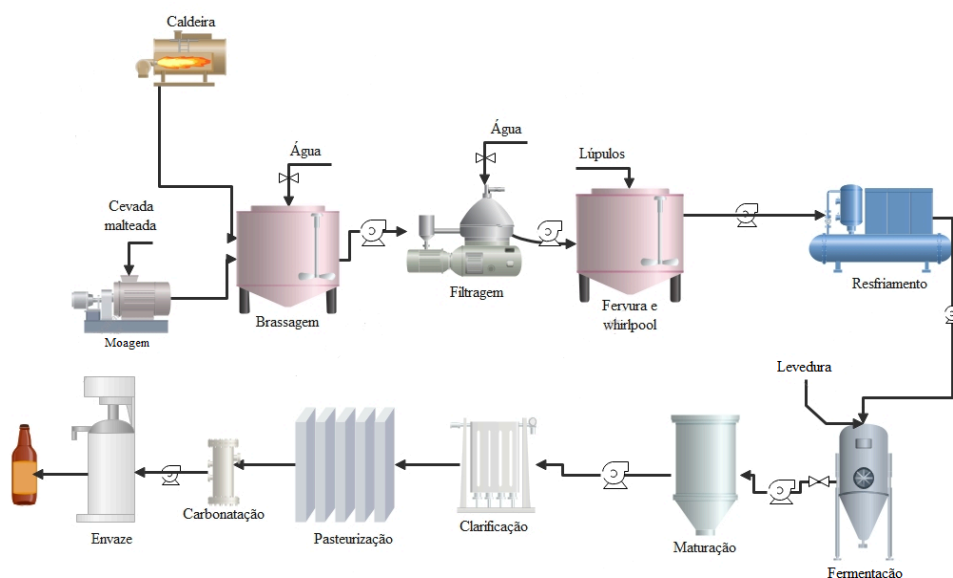 Caldeira
Água
Água
Lúpulos
Cevada
malteada
Moagem
Brassagem
Filtragem
Fervura e
whirlpool
Resfriamento
Levedura
Envaze
Carbonatação
Pasteurização
Clarificação
Maturação
Fermentação